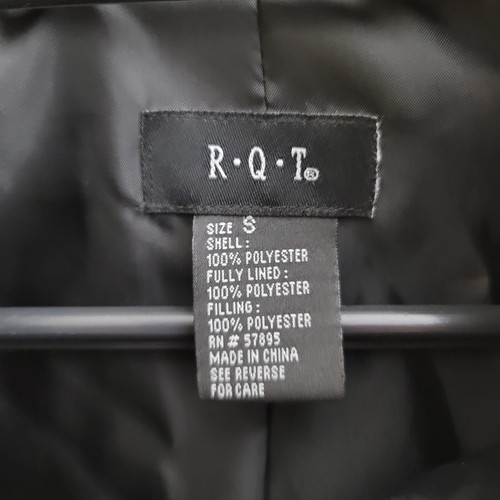 R·Q·T®
SIZE S
SHELL:
100% POLYESTER
FULLY LINED:
100% POLYESTER
FILLING:
100% POLYESTER
RN # 57895
MADE IN CHINA
SEE REVERSE
FOR CARE